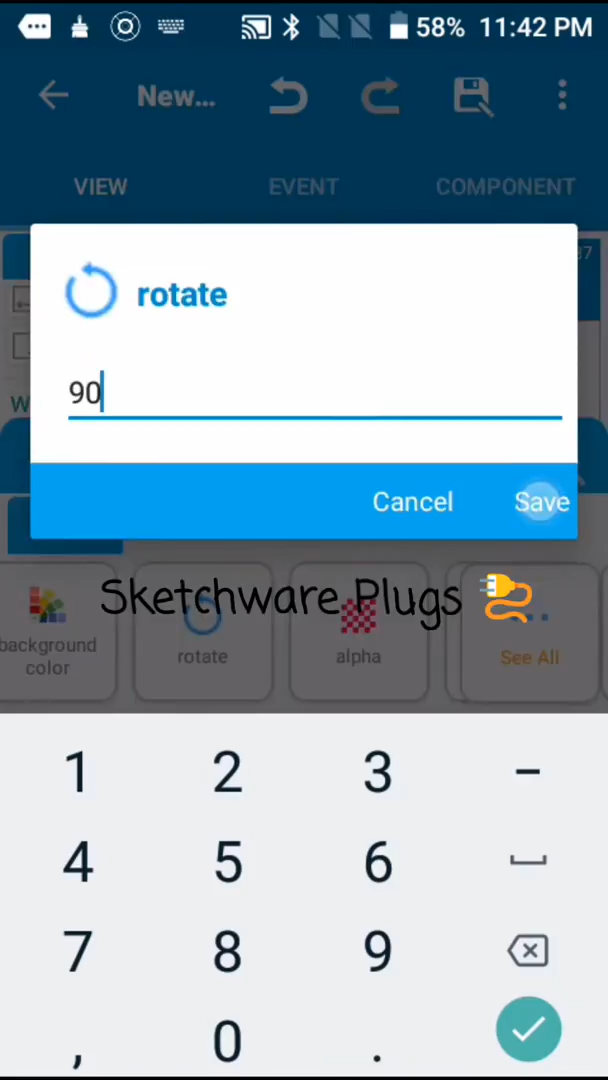 58% 11:42 PM
New...
VIEW EVENT COMPONENT
37
rotate
W
90
Cancel Save
Sketchware Plugs
background
color
rotate
alpha
See All
1 2 3 -
4 5 6
7 8 9
, 0 .